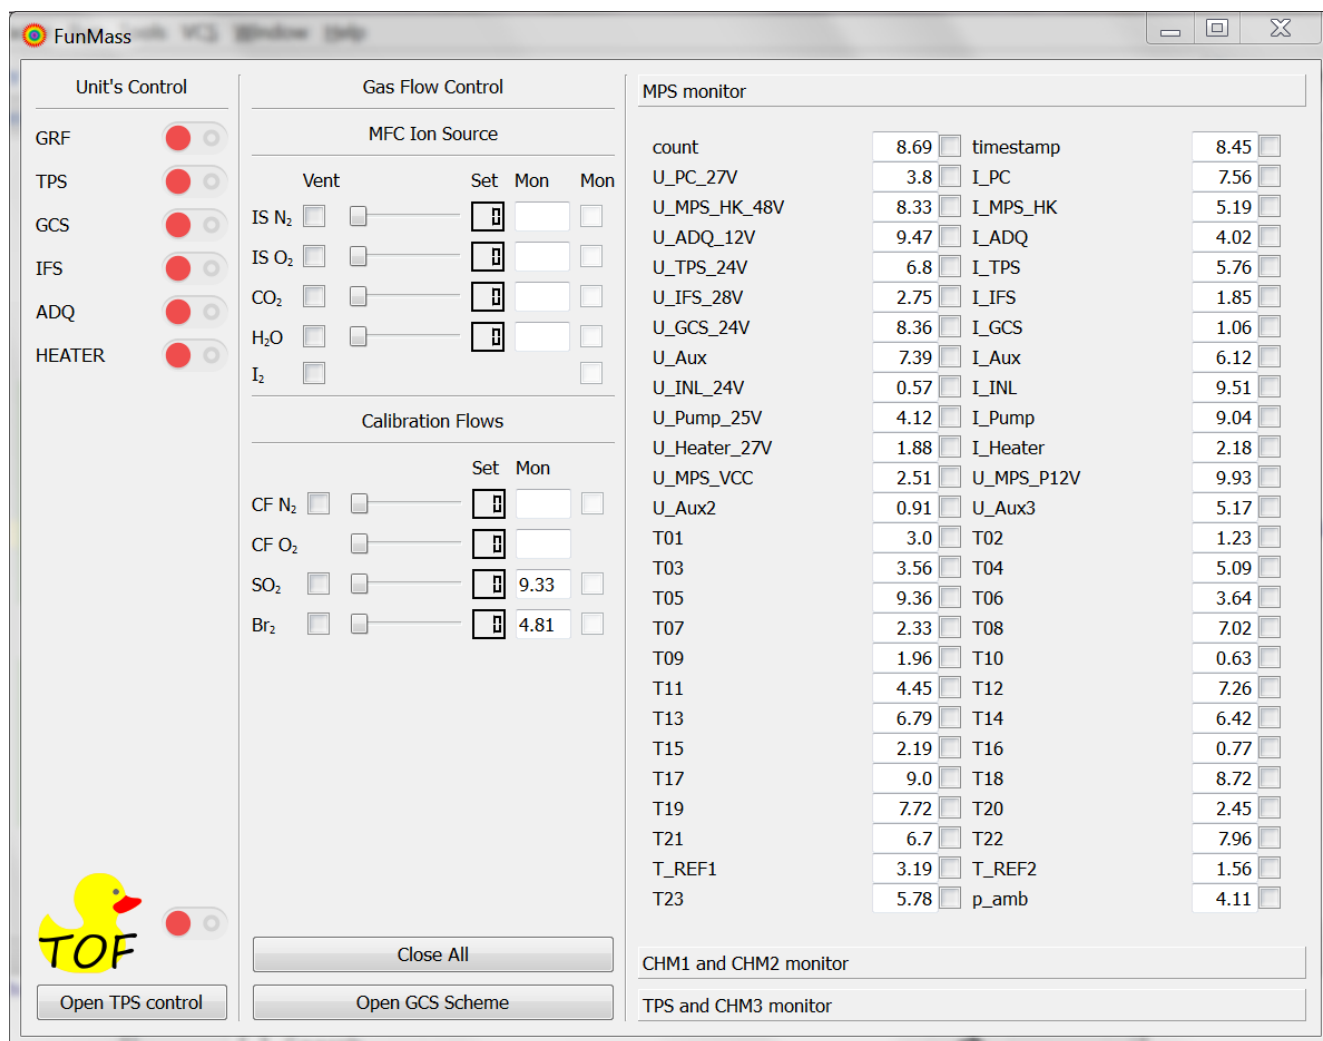 FunMass
Unit's Control
GRF
TPS
GCS
IFS
ADQ
HEATER
TOF
Open TPS control
Gas Flow Control
MFC Ion Source
Vent Set Mon Mon
IS N₂ 0
IS O₂ 0
CO₂ 0
H₂O 0
I₂
Calibration Flows
Set Mon
CF N₂ 0
CF O₂ 0
SO₂ 0 9.33
Br₂ 0 4.81
Close All
Open GCS Scheme
MPS monitor
count 8.69 timestamp 8.45
U_PC_27V 3.8 I_PC 7.56
U_MPS_HK_48V 8.33 I_MPS_HK 5.19
U_ADQ_12V 9.47 I_ADQ 4.02
U_TPS_24V 6.8 I_TPS 5.76
U_IFS_28V 2.75 I_IFS 1.85
U_GCS_24V 8.36 I_GCS 1.06
U_Aux 7.39 I_Aux 6.12
U_INL_24V 0.57 I_INL 9.51
U_Pump_25V 4.12 I_Pump 9.04
U_Heater_27V 1.88 I_Heater 2.18
U_MPS_VCC 2.51 U_MPS_P12V 9.93
U_Aux2 0.91 U_Aux3 5.17
T01 3.0 T02 1.23
T03 3.56 T04 5.09
T05 9.36 T06 3.64
T07 2.33 T08 7.02
T09 1.96 T10 0.63
T11 4.45 T12 7.26
T13 6.79 T14 6.42
T15 2.19 T16 0.77
T17 9.0 T18 8.72
T19 7.72 T20 2.45
T21 6.7 T22 7.96
T_REF1 3.19 T_REF2 1.56
T23 5.78 p_amb 4.11
CHM1 and CHM2 monitor
TPS and CHM3 monitor